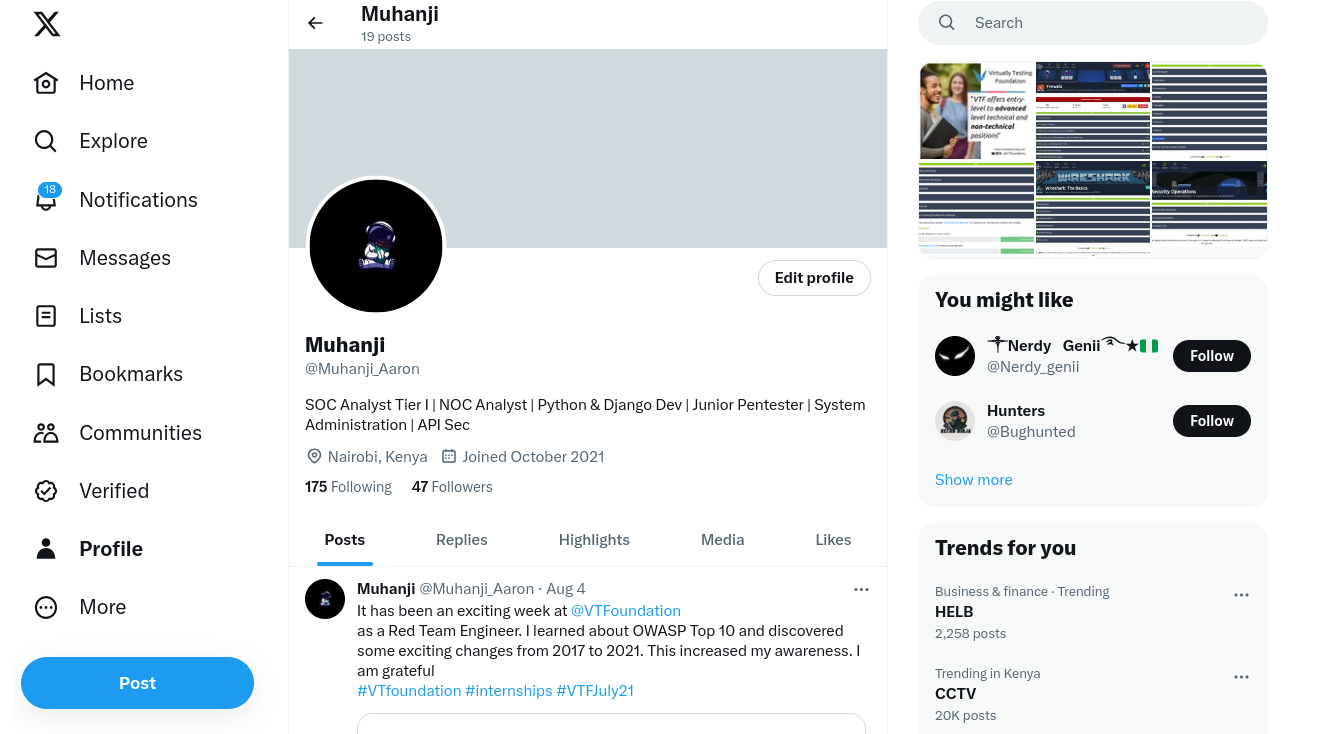 Muhanji
19 posts
Search
Home
Explore
18
Notifications
Messages
Lists
Bookmarks
Communities
Verified
Profile
More
Post
Edit profile
Muhanji
@Muhanji_Aaron
SOC Analyst Tier I | NOC Analyst | Python & Django Dev | Junior Pentester | System
Administration | API Sec
Nairobi, Kenya Joined October 2021
175 Following 47 Followers
Posts Replies Highlights Media Likes
Muhanji @Muhanji_Aaron · Aug 4
It has been an exciting week at @VTFoundation
as a Red Team Engineer. I learned about OWASP Top 10 and discovered
some exciting changes from 2017 to 2021. This increased my awareness. I
am grateful
#VTfoundation #internships #VTFJuly21
Virtually Testing
Foundation
"VTF offers entry-
level to advanced
level technical and
non-technical
positions"
Firewalls
WIRESHARK
Wireshark: The Basics
Security Operations
You might like
Nerdy Genii
@Nerdy_genii
Follow
Hunters
@Bughunted
Follow
Show more
Trends for you
Business & finance · Trending
HELB
2,258 posts
Trending in Kenya
CCTV
20K posts